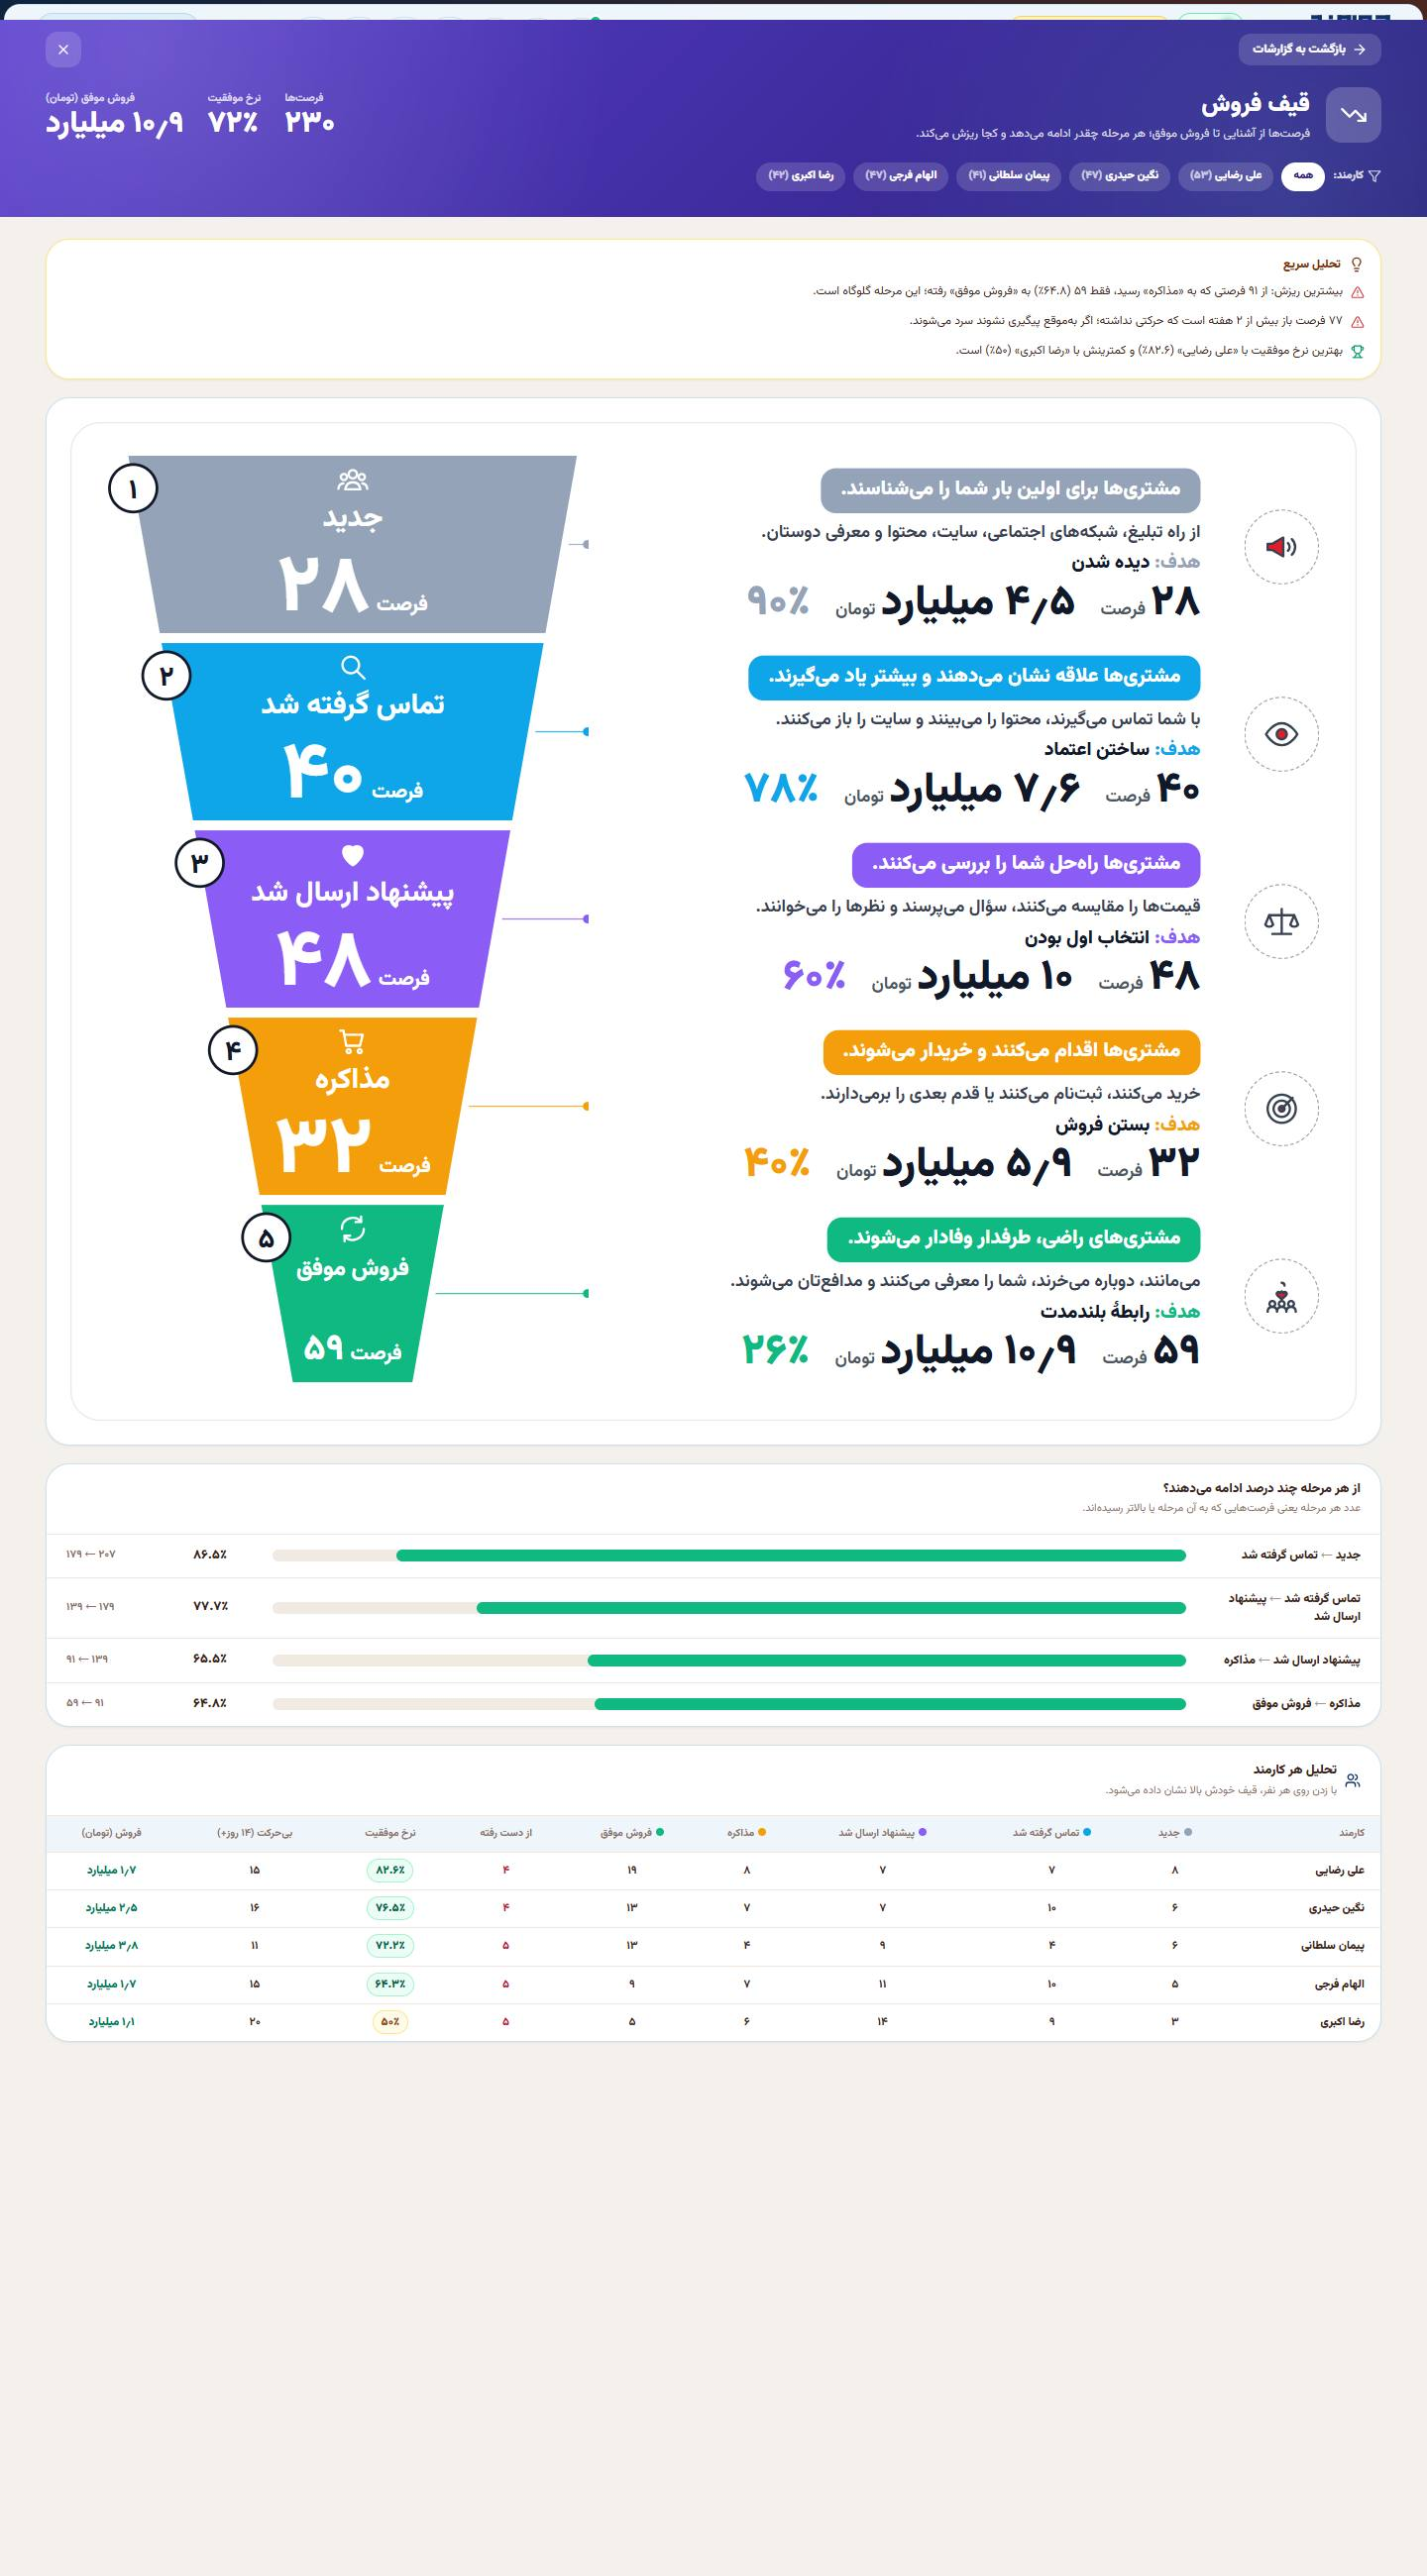 بازگشت به گزارشات
قیف فروش
فرصت‌ها از آشنایی تا فروش موفق؛ هر مرحله چقدر ادامه می‌دهد و کجا ریزش می‌کند.
فرصت‌ها
۲۳۰
نرخ موفقیت
۷۲٪
فروش موفق (تومان)
۱۰٫۹ میلیارد
کارمند: همه علی رضایی (۵۳) نگین حیدری (۴۷) پیمان سلطانی (۴۱) الهام فرجی (۴۷) رضا اکبری (۴۲)
تحلیل سریع
بیشترین ریزش: از ۹۱ فرصتی که به «مذاکره» رسید، فقط ۵۹ (۶۴.۸٪) به «فروش موفق» رفته؛ این مرحله گلوگاه است.
۷۷ فرصت باز بیش از ۲ هفته است که حرکتی نداشته؛ اگر به‌موقع پیگیری نشوند سرد می‌شوند.
بهترین نرخ موفقیت با «علی رضایی» (۸۲.۶٪) و کمترینش با «رضا اکبری» (۵۰٪) است.
مشتری‌ها برای اولین بار شما را می‌شناسند.
از راه تبلیغ، شبکه‌های اجتماعی، سایت، محتوا و معرفی دوستان.
هدف: دیده شدن
۲۸ فرصت ۴٫۵ میلیارد تومان ۹۰٪
۱
جدید
۲۸ فرصت
مشتری‌ها علاقه نشان می‌دهند و بیشتر یاد می‌گیرند.
با شما تماس می‌گیرند، محتوا را می‌بینند و سایت را باز می‌کنند.
هدف: ساختن اعتماد
۴۰ فرصت ۷٫۶ میلیارد تومان ۷۸٪
۲
تماس گرفته شد
۴۰ فرصت
مشتری‌ها راه‌حل شما را بررسی می‌کنند.
قیمت‌ها را مقایسه می‌کنند، سؤال می‌پرسند و نظرها را می‌خوانند.
هدف: انتخاب اول بودن
۴۸ فرصت ۱۰ میلیارد تومان ۶۰٪
۳
پیشنهاد ارسال شد
۴۸ فرصت
مشتری‌ها اقدام می‌کنند و خریدار می‌شوند.
خرید می‌کنند، ثبت‌نام می‌کنند یا قدم بعدی را برمی‌دارند.
هدف: بستن فروش
۳۲ فرصت ۵٫۹ میلیارد تومان ۴۰٪
۴
مذاکره
۳۲ فرصت
مشتری‌های راضی، طرفدار وفادار می‌شوند.
می‌مانند، دوباره می‌خرند، شما را معرفی می‌کنند و مدافع‌تان می‌شوند.
هدف: رابطهٔ بلندمدت
۵۹ فرصت ۱۰٫۹ میلیارد تومان ۲۶٪
۵
فروش موفق
۵۹ فرصت
از هر مرحله چند درصد ادامه می‌دهند؟
عدد هر مرحله یعنی فرصت‌هایی که به آن مرحله یا بالاتر رسیده‌اند.
جدید ← تماس گرفته شد ۸۶.۵٪ ۲۰۷ ← ۱۷۹
تماس گرفته شد ← پیشنهاد
ارسال شد ۷۷.۷٪ ۱۷۹ ← ۱۳۹
پیشنهاد ارسال شد ← مذاکره ۶۵.۵٪ ۱۳۹ ← ۹۱
مذاکره ← فروش موفق ۶۴.۸٪ ۹۱ ← ۵۹
تحلیل هر کارمند
با زدن روی هر نفر، قیف خودش بالا نشان داده می‌شود.
کارمند جدید تماس گرفته شد پیشنهاد ارسال شد مذاکره فروش موفق از دست رفته نرخ موفقیت بی‌حرکت (۱۴ روز+) فروش (تومان)
علی رضایی ۸ ۷ ۷ ۸ ۱۹ ۴ ۸۲.۶٪ ۱۵ ۱٫۷ میلیارد
نگین حیدری ۶ ۱۰ ۷ ۷ ۱۳ ۴ ۷۶.۵٪ ۱۶ ۲٫۵ میلیارد
پیمان سلطانی ۶ ۴ ۹ ۴ ۱۳ ۵ ۷۲.۲٪ ۱۱ ۳٫۸ میلیارد
الهام فرجی ۵ ۱۰ ۱۱ ۷ ۹ ۵ ۶۴.۳٪ ۱۵ ۱٫۷ میلیارد
رضا اکبری ۳ ۹ ۱۴ ۶ ۵ ۵ ۵۰٪ ۲۰ ۱٫۱ میلیارد